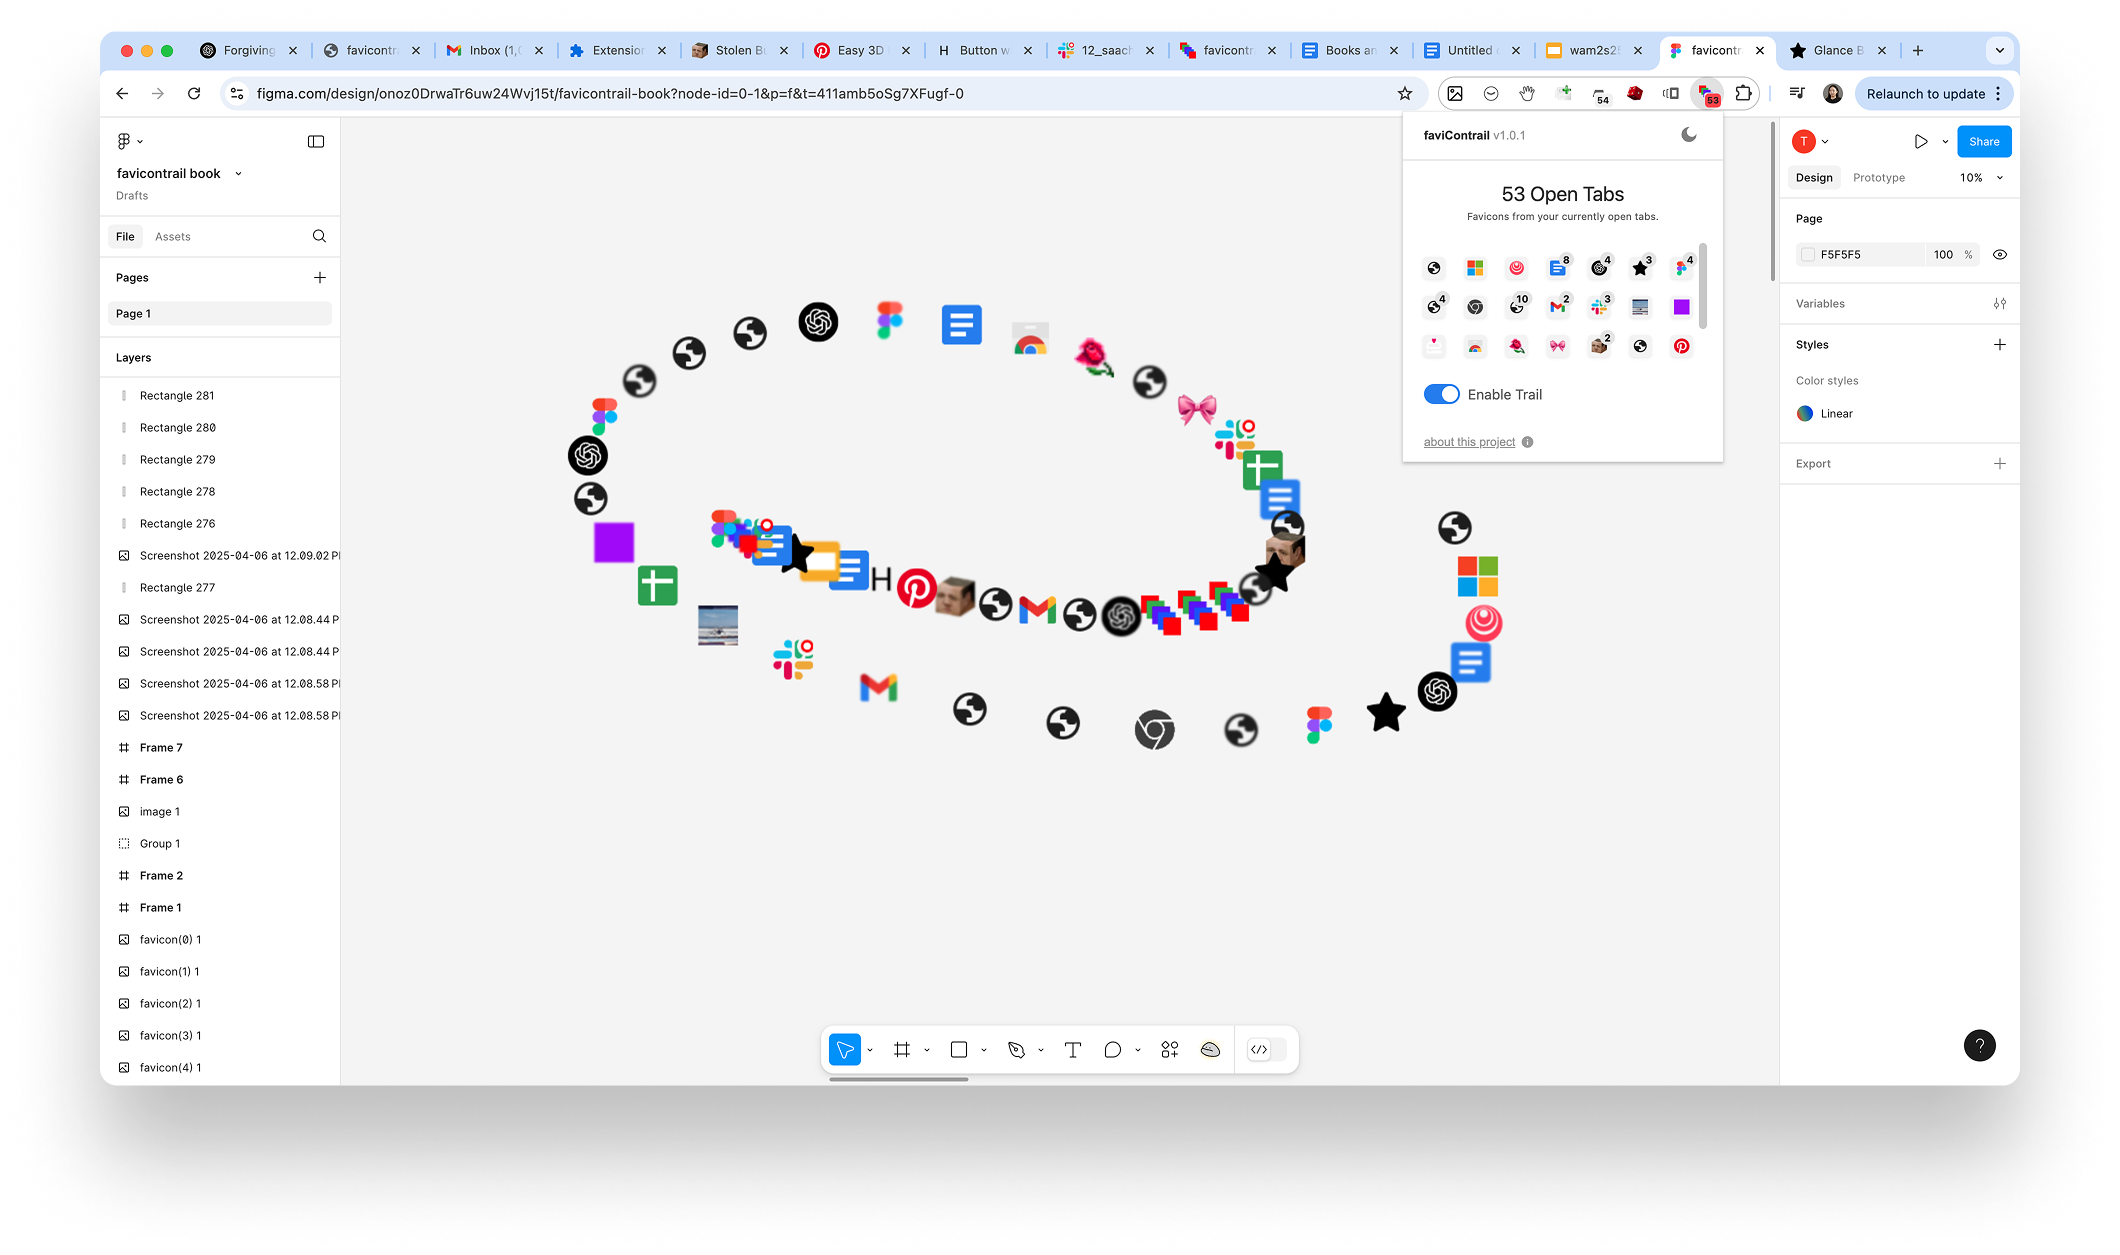 Forgiving
favicontr
Inbox (1,
Extension
Stolen B
Easy 3D
H Button w
12_saach
favicontr
Books an
Untitled
wam2s2
favicontr
Glance B
figma.com/design/onoz0DrwaTr6uw24Wvj15t/favicontrail-book?node-id=0-1&p=f&t=411amb5oSg7XFugf-0
54
53
Relaunch to update
favicontrail book
Drafts
File Assets
Pages
Page 1
Layers
Rectangle 281
Rectangle 280
Rectangle 279
Rectangle 278
Rectangle 276
Screenshot 2025-04-06 at 12.09.02 P
Rectangle 277
Screenshot 2025-04-06 at 12.08.44 P
Screenshot 2025-04-06 at 12.08.44 P
Screenshot 2025-04-06 at 12.08.58 P
Screenshot 2025-04-06 at 12.08.58 P
Frame 7
Frame 6
image 1
Group 1
Frame 2
Frame 1
favicon(0) 1
favicon(1) 1
favicon(2) 1
favicon(3) 1
favicon(4) 1
H
faviContrail v1.0.1
53 Open Tabs
Favicons from your currently open tabs.
8 4 3 4
4 10 2 3
2
Enable Trail
about this project
T
Share
Design Prototype 10%
Page
F5F5F5 100 %
Variables
Styles
Color styles
Linear
Export
?